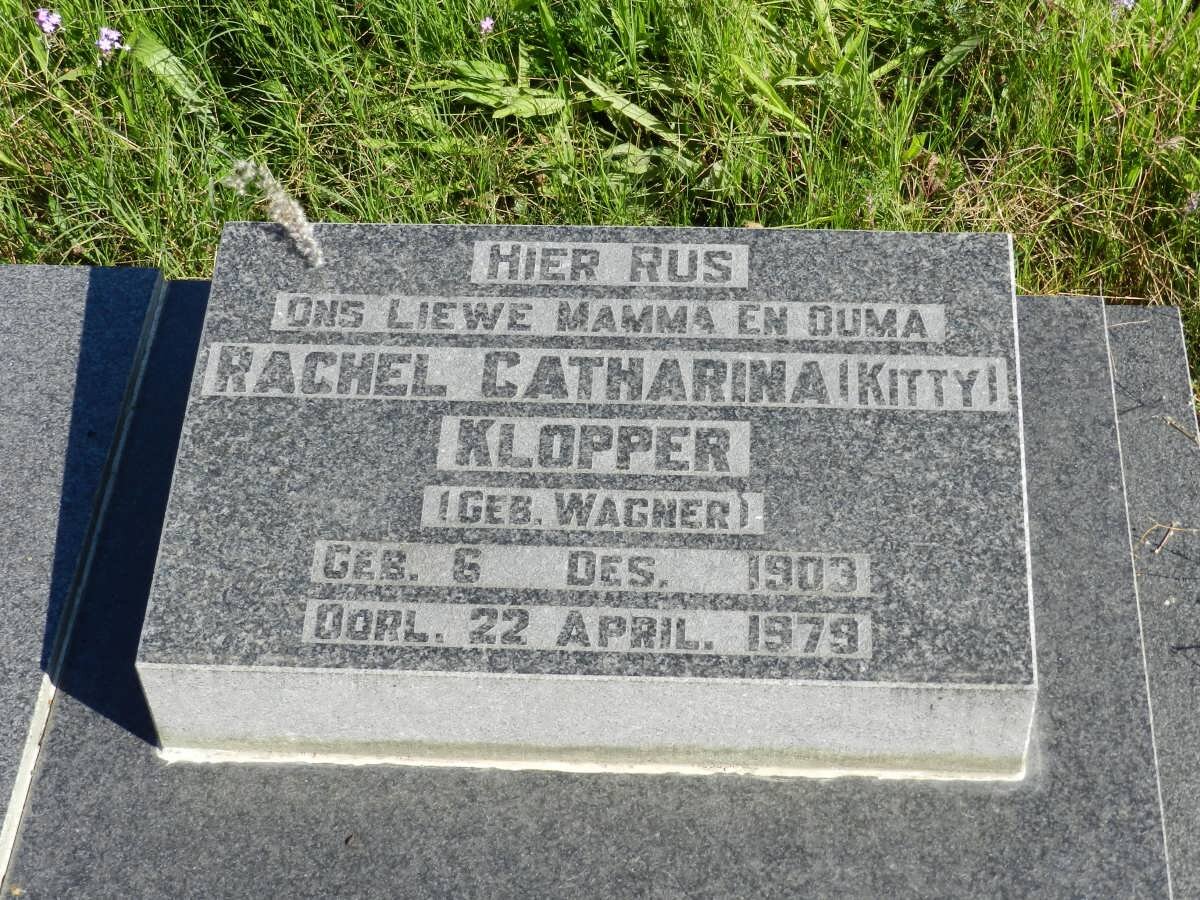 HIER RUS
ONS LIEWE MAMMA EN OUMA
RACHEL CATHARINA (KITTY)
KLOPPER
(GEB. WAGNER)
GEB. 6 DES. 1903
OORL. 22 APRIL. 1979